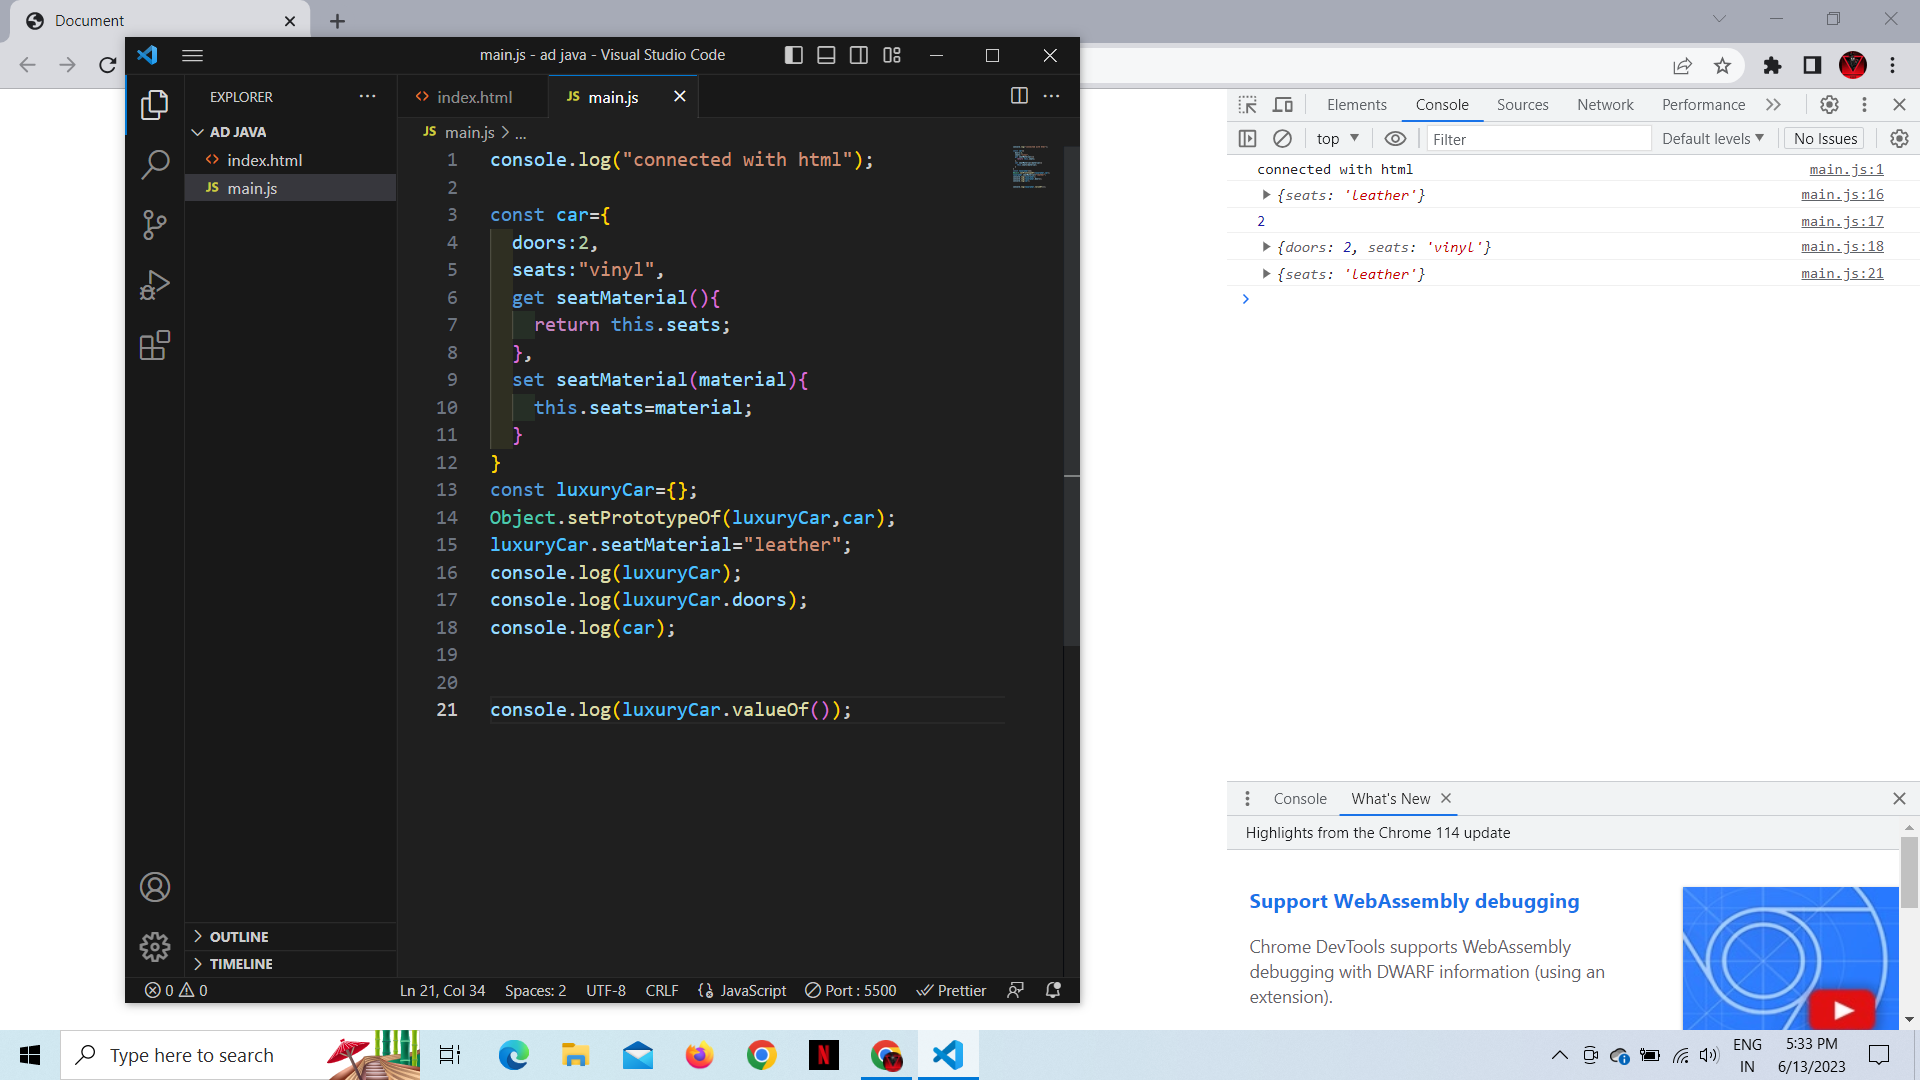 Document
main.js - ad java - Visual Studio Code
EXPLORER
AD JAVA
index.html
JS main.js
index.html
JS main.js
JS main.js > ...
1 console.log("connected with html");
2
3 const car={
4 doors:2,
5 seats:"vinyl",
6 get seatMaterial(){
7 return this.seats;
8 },
9 set seatMaterial(material){
10 this.seats=material;
11 }
12 }
13 const luxuryCar={};
14 Object.setPrototypeOf(luxuryCar,car);
15 luxuryCar.seatMaterial="leather";
16 console.log(luxuryCar);
17 console.log(luxuryCar.doors);
18 console.log(car);
19
20
21 console.log(luxuryCar.valueOf());
OUTLINE
TIMELINE
0 0
Ln 21, Col 34 Spaces: 2 UTF-8 CRLF JavaScript Port : 5500 Prettier
Elements Console Sources Network Performance
top Filter Default levels No Issues
connected with html main.js:1
{seats: 'leather'} main.js:16
2 main.js:17
{doors: 2, seats: 'vinyl'} main.js:18
{seats: 'leather'} main.js:21
Console What's New
Highlights from the Chrome 114 update
Support WebAssembly debugging
Chrome DevTools supports WebAssembly
debugging with DWARF information (using an
extension).
Type here to search
N
ENG
IN
5:33 PM
6/13/2023